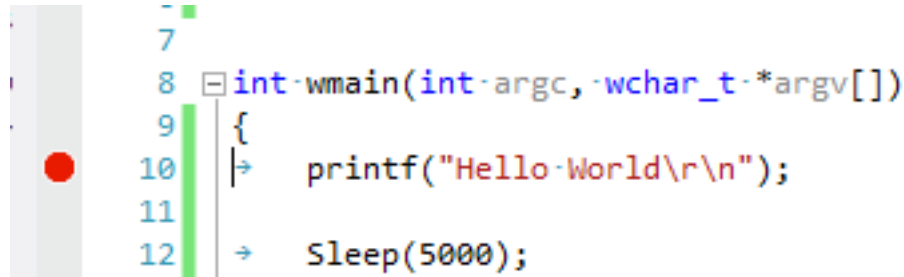 7
8 int wmain(int argc, wchar_t *argv[])
9 {
10 printf("Hello World\r\n");
11
12 Sleep(5000);